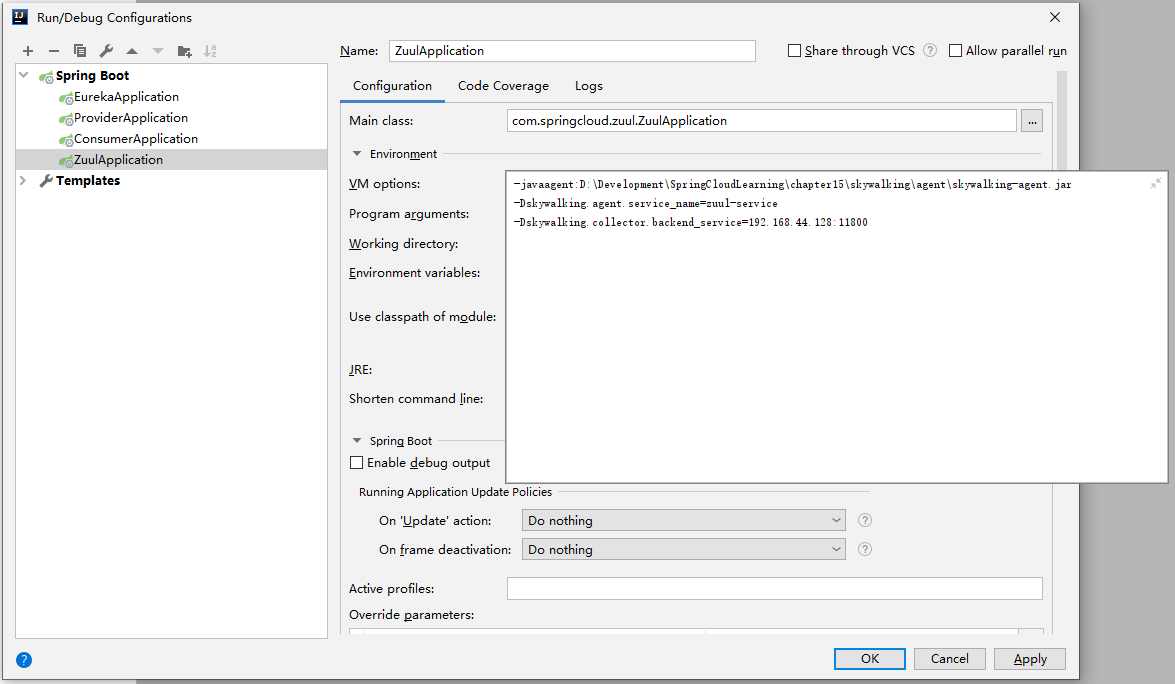 Run/Debug Configurations
Name: ZuulApplication Share through VCS ? Allow parallel run
Spring Boot
EurekaApplication
ProviderApplication
ConsumerApplication
ZuulApplication
Templates
Configuration Code Coverage Logs
Main class: com.springcloud.zuul.ZuulApplication ...
Environment
VM options:
-javaagent:D:\Development\SpringCloudLearning\chapter15\skywalking\agent\skywalking-agent.jar
-Dskywalking.agent.service_name=zuul-service
-Dskywalking.collector.backend_service=192.168.44.128:11800
Program arguments:
Working directory:
Environment variables:
Use classpath of module:
JRE:
Shorten command line:
Spring Boot
Enable debug output
Running Application Update Policies
On 'Update' action: Do nothing ?
On frame deactivation: Do nothing ?
Active profiles:
Override parameters:
? OK Cancel Apply